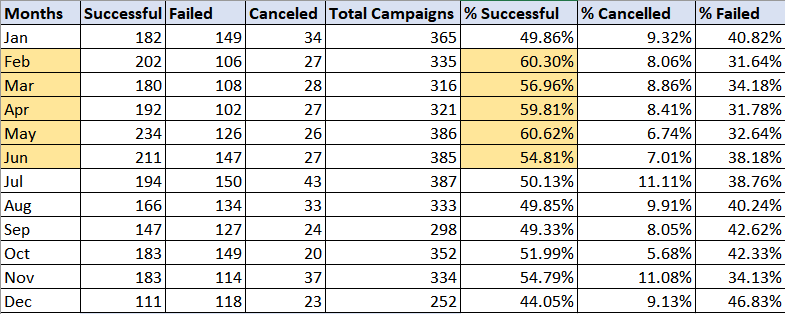 Months Successful Failed Canceled Total Campaigns % Successful % Cancelled % Failed
Jan 182 149 34 365 49.86% 9.32% 40.82%
Feb 202 106 27 335 60.30% 8.06% 31.64%
Mar 180 108 28 316 56.96% 8.86% 34.18%
Apr 192 102 27 321 59.81% 8.41% 31.78%
May 234 126 26 386 60.62% 6.74% 32.64%
Jun 211 147 27 385 54.81% 7.01% 38.18%
Jul 194 150 43 387 50.13% 11.11% 38.76%
Aug 166 134 33 333 49.85% 9.91% 40.24%
Sep 147 127 24 298 49.33% 8.05% 42.62%
Oct 183 149 20 352 51.99% 5.68% 42.33%
Nov 183 114 37 334 54.79% 11.08% 34.13%
Dec 111 118 23 252 44.05% 9.13% 46.83%